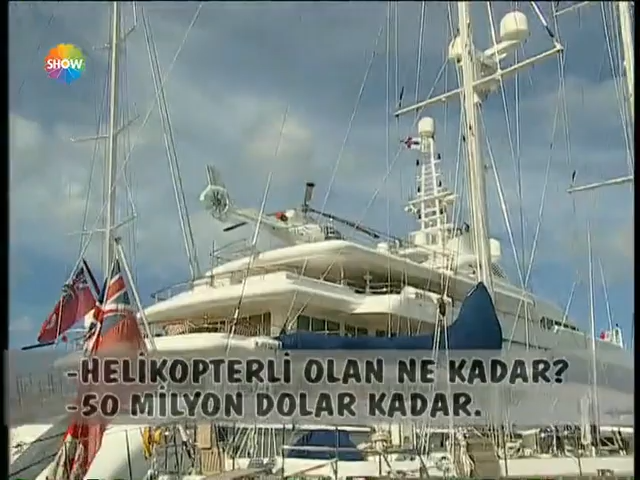 SHOW
-HELİKOPTERLİ OLAN NE KADAR?
-50 MİLYON DOLAR KADAR.